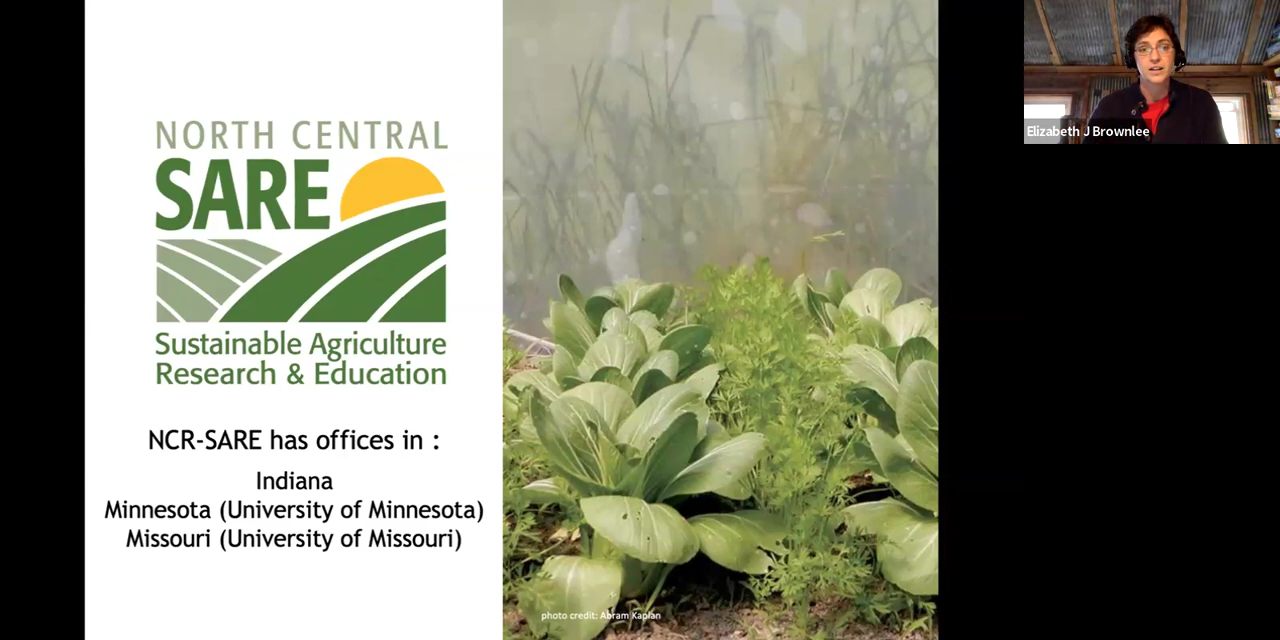 NORTH CENTRAL
SARE
Sustainable Agriculture
Research & Education
NCR-SARE has offices in :
Indiana
Minnesota (University of Minnesota)
Missouri (University of Missouri)
photo credit: Abram Kaplan
Elizabeth J Brownlee